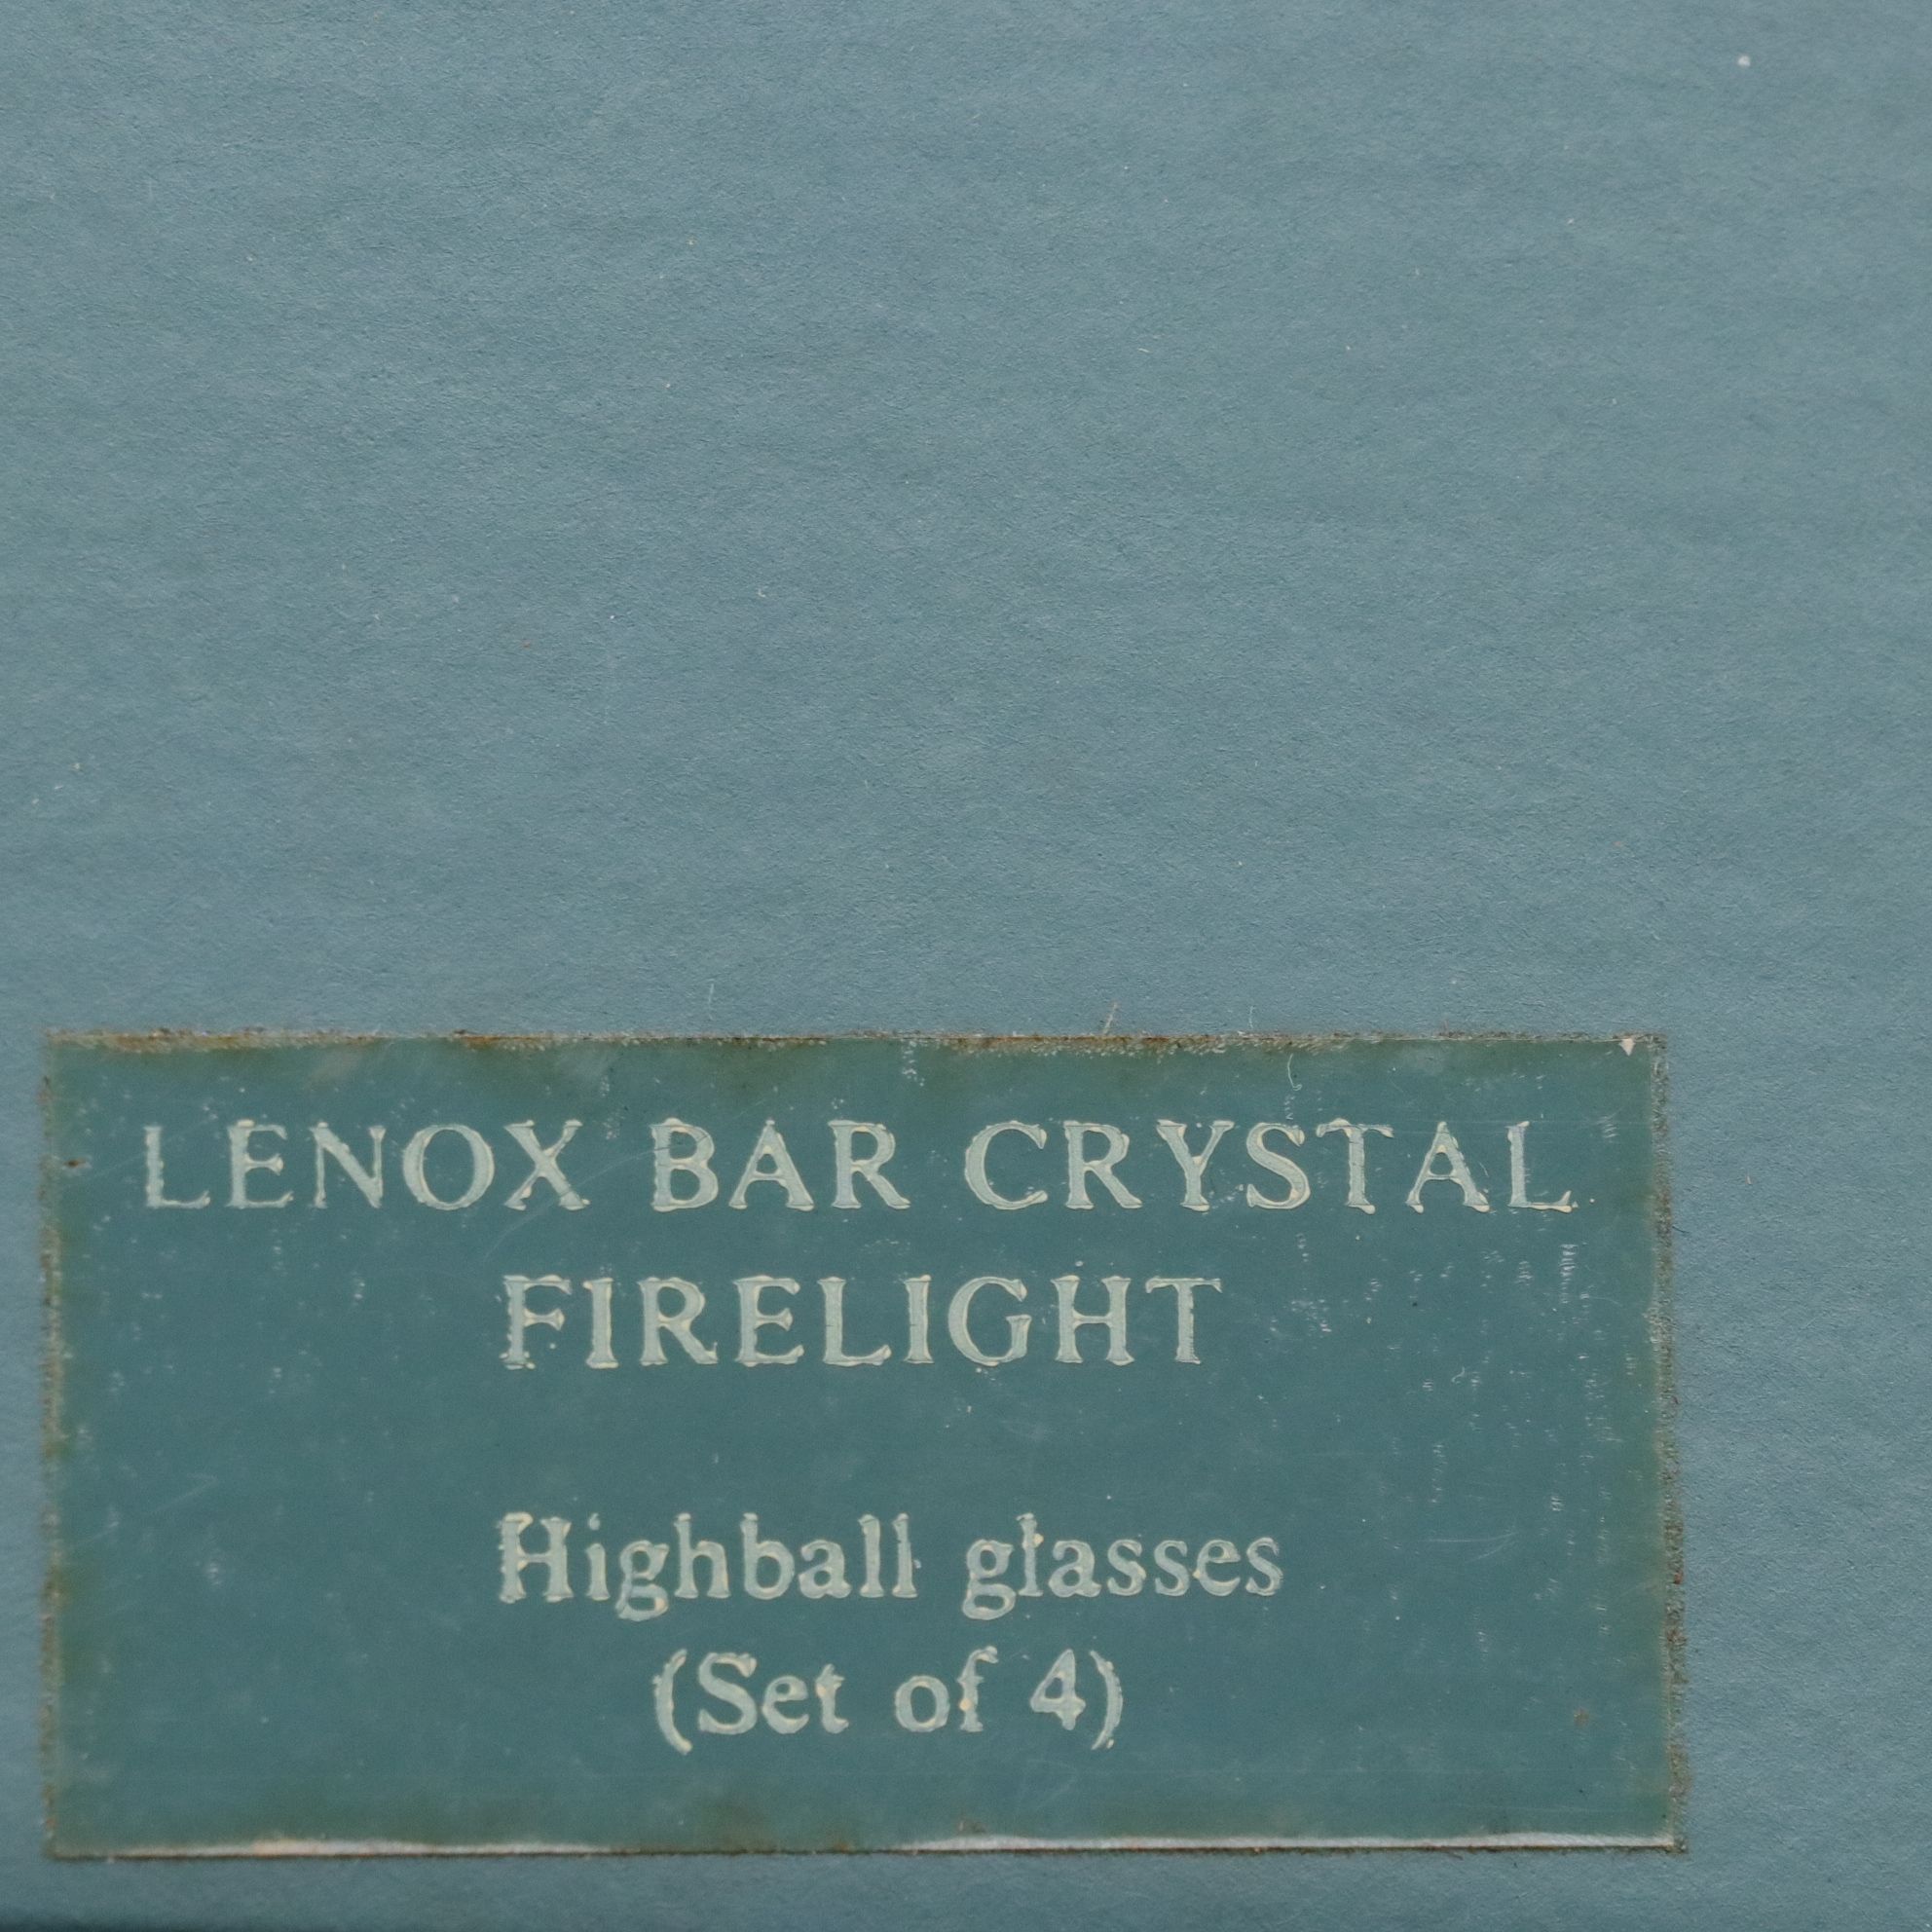 LENOX BAR CRYSTAL
FIRELIGHT
Highball glasses
(Set of 4)